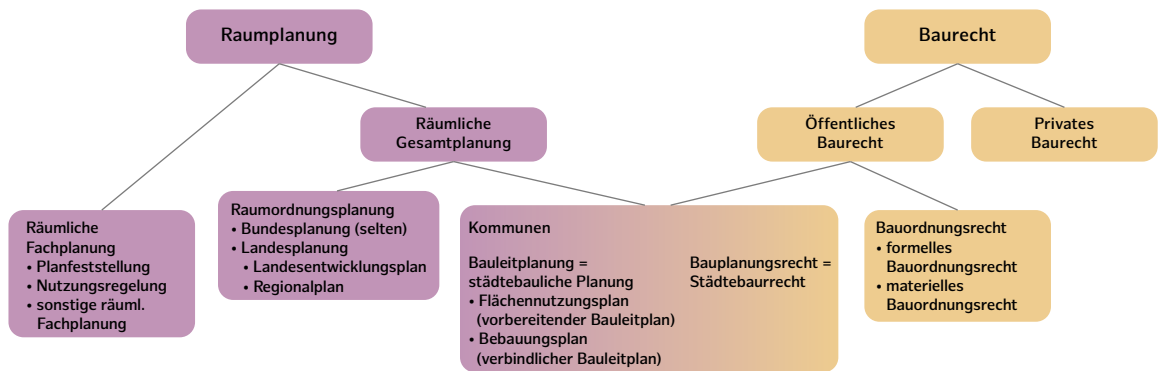 Raumplanung
Baurecht
Räumliche
Gesamtplanung
Öffentliches
Baurecht
Privates
Baurecht
Räumliche
Fachplanung
• Planfeststellung
• Nutzungsregelung
• sonstige räuml.
Fachplanung
Raumordnungsplanung
• Bundesplanung (selten)
• Landesplanung
• Landesentwicklungsplan
• Regionalplan
Kommunen
Bauleitplanung =
städtebauliche Planung
• Flächennutzungsplan
(vorbereitender Bauleitplan)
• Bebauungsplan
(verbindlicher Bauleitplan)
Bauplanungsrecht =
Städtebaurrecht
Bauordnungsrecht
• formelles
Bauordnungsrecht
• materielles
Bauordnungsrecht